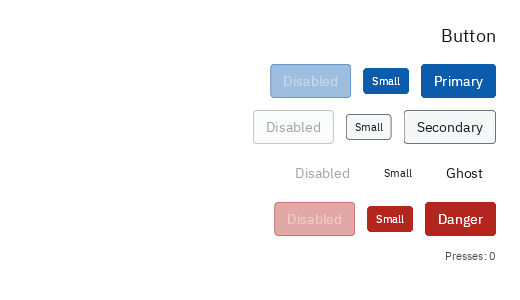 Button
Disabled Small Primary
Disabled Small Secondary
Disabled Small Ghost
Disabled Small Danger
Presses: 0